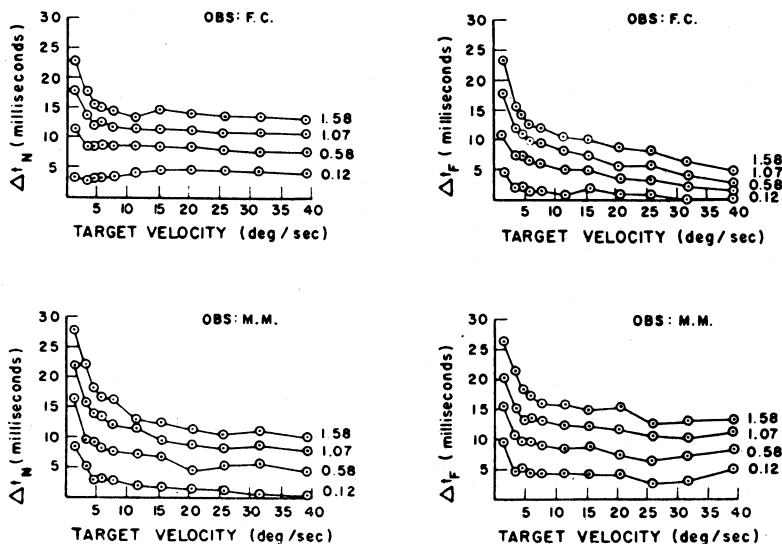 OBS: F. C.
Δt_N (milliseconds)
30
25
20
15
10
5
1.58
1.07
0.58
0.12
5 10 15 20 25 30 35 40
TARGET VELOCITY (deg/sec)
OBS: F.C.
Δt_F (milliseconds)
30
25
20
15
10
5
1.58
1.07
0.58
0.12
5 10 15 20 25 30 35 40
TARGET VELOCITY (deg/sec)
OBS: M.M.
Δt_N (milliseconds)
30
25
20
15
10
5
1.58
1.07
0.58
0.12
5 10 15 20 25 30 35 40
TARGET VELOCITY (deg/sec)
OBS: M.M.
Δt_F (milliseconds)
30
25
20
15
10
5
1.58
1.07
0.58
0.12
5 10 15 20 25 30 35 40
TARGET VELOCITY (deg/sec)